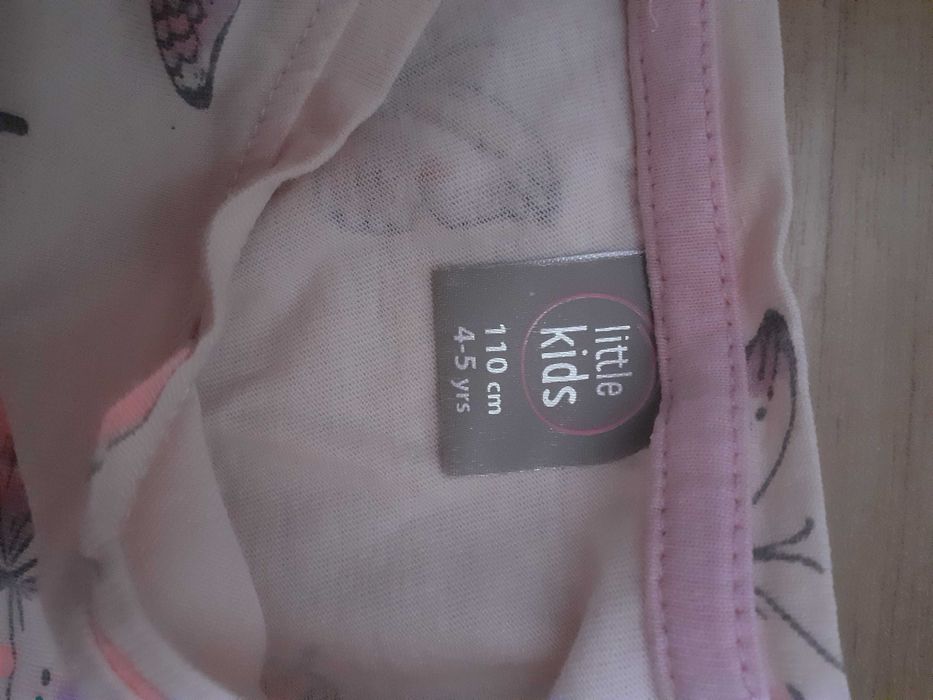 little
kids
110 cm
4-5 yrs